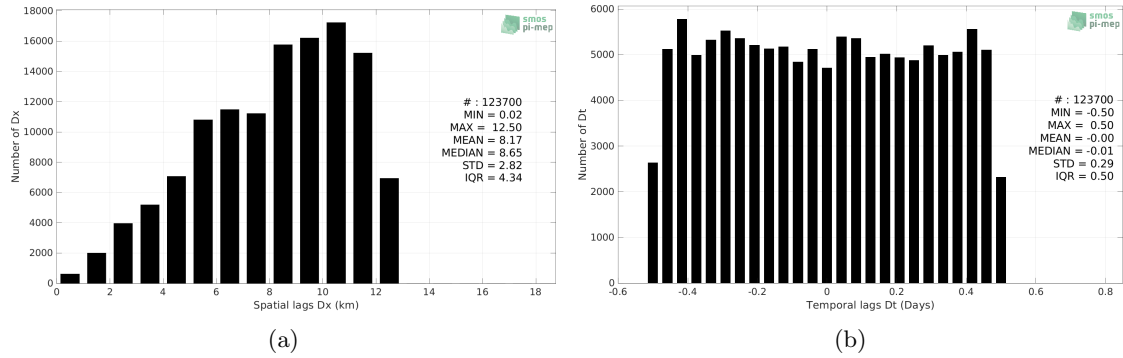 18000
16000
14000
12000
10000
8000
6000
4000
2000
0
Number of Dx
0 2 4 6 8 10 12 14 16 18
Spatial lags Dx (km)
smos
pi-mep
# : 123700
MIN = 0.02
MAX = 12.50
MEAN = 8.17
MEDIAN = 8.65
STD = 2.82
IQR = 4.34
(a)
6000
5000
4000
3000
2000
1000
0
Number of Dt
-0.6 -0.4 -0.2 0 0.2 0.4 0.6 0.8
Temporal lags Dt (Days)
smos
pi-mep
# : 123700
MIN = -0.50
MAX = 0.50
MEAN = -0.00
MEDIAN = -0.01
STD = 0.29
IQR = 0.50
(b)